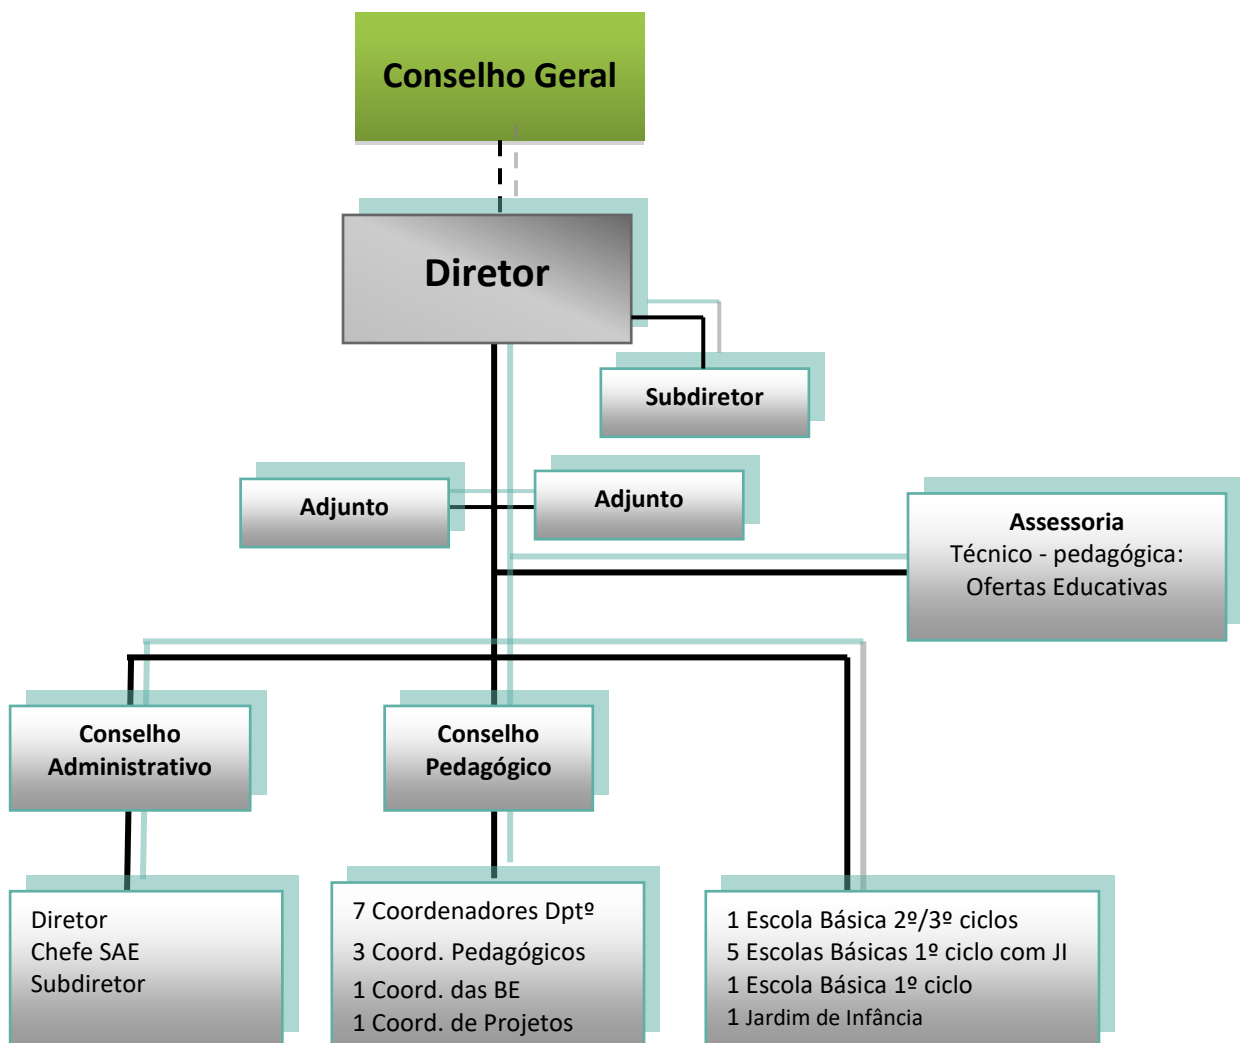 Conselho Geral
Diretor
Subdiretor
Adjunto
Adjunto
Assessoria
Técnico - pedagógica:
Ofertas Educativas
Conselho
Administrativo
Conselho
Pedagógico
Diretor
Chefe SAE
Subdiretor
7 Coordenadores Dptº
3 Coord. Pedagógicos
1 Coord. das BE
1 Coord. de Projetos
1 Escola Básica 2º/3º ciclos
5 Escolas Básicas 1º ciclo com JI
1 Escola Básica 1º ciclo
1 Jardim de Infância